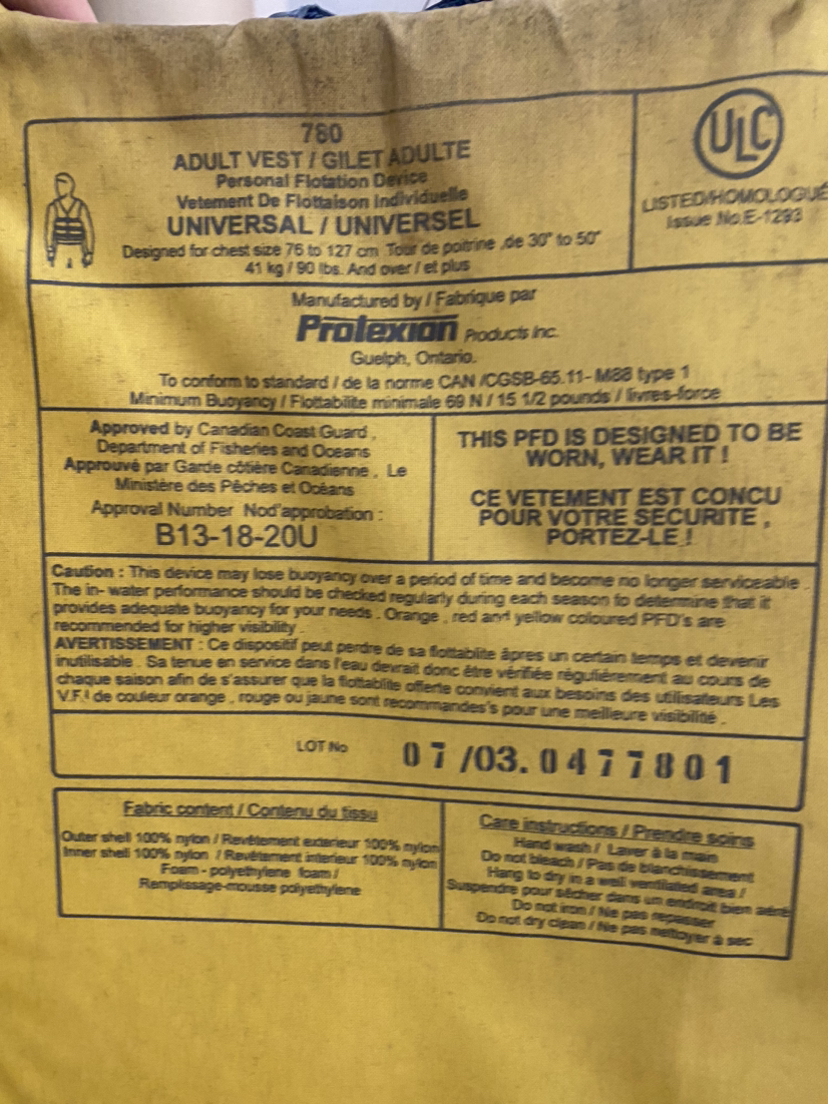 780
ADULT VEST / GILET ADULTE
Personal Flotation Device
Vetement De Flottaison Individuelle
UNIVERSAL / UNIVERSEL
Designed for chest size 76 to 127 cm Tour de poitrine ,de 30" to 50"
41 kg / 90 lbs. And over / et plus
ULC
LISTED/HOMOLOGUÉ
Issue No.E-1293
Manufactured by / Fabrique par
Protexion Products Inc.
Guelph, Ontario.
To conform to standard / de la norme CAN /CGSB-65.11- M88 type 1
Minimum Buoyancy / Flottabilite minimale 69 N / 15 1/2 pounds / livres-force
Approved by Canadian Coast Guard ,
Department of Fisheries and Oceans
Approuvé par Garde côtière Canadienne , Le
Ministère des Pêches et Océans
Approval Number Nod'approbation :
B13-18-20U
THIS PFD IS DESIGNED TO BE
WORN, WEAR IT !
CE VETEMENT EST CONCU
POUR VOTRE SECURITE ,
PORTEZ-LE !
Caution : This device may lose buoyancy over a period of time and become no longer serviceable .
The in- water performance should be checked regularly during each season to determine that it
provides adequate buoyancy for your needs . Orange , red and yellow coloured PFD's are
recommended for higher visibility .
AVERTISSEMENT : Ce dispositif peut perdre de sa flottablite âpres un certain temps et devenir
inutilisable . Sa tenue en service dans l'eau devrait donc être vérifiée régulièrement au cours de
chaque saison afin de s'assurer que la flottablite offerte convient aux besoins des utilisateurs Les
V.F.I de couleur orange , rouge ou jaune sont recommandes's pour une meilleure visibilité .
LOT No 07 /03. 0477801
Fabric content / Contenu du tissu
Outer shell 100% nylon / Revêtement exterieur 100% nylon
Inner shell 100% nylon / Revêtement interieur 100% nylon
Foam - polyethylene foam /
Remplissage-mousse polyethylene
Care instructions / Prendre soins
Hand wash / Laver à la main
Do not bleach / Pas de blanchissement
Hang to dry in a well ventilated area /
Suspendre pour sécher dans un endroit bien aéré
Do not iron / Ne pas repasser
Do not dry clean / Ne pas nettoyer à sec